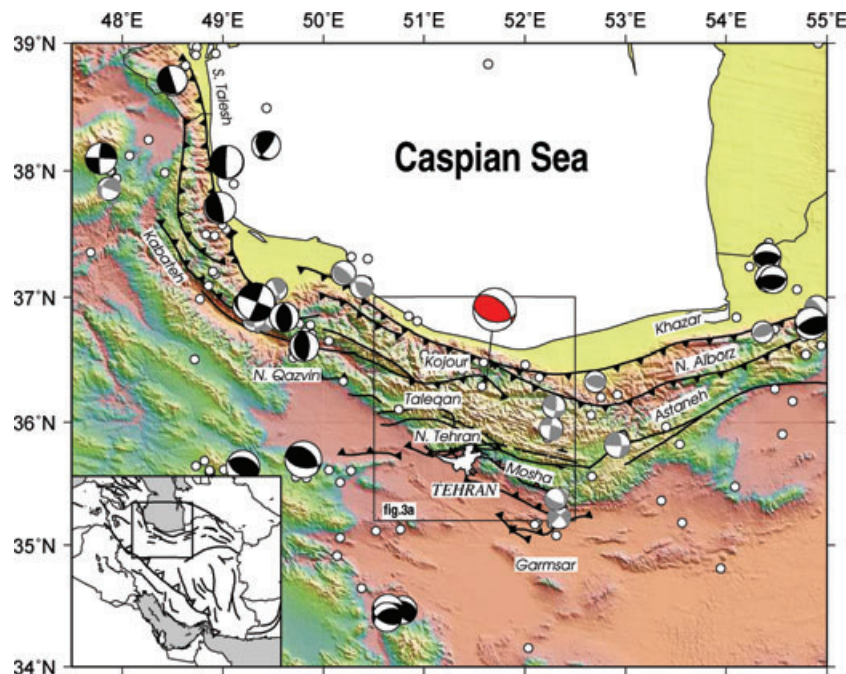 48°E 49°E 50°E 51°E 52°E 53°E 54°E 55°E
39°N
S. Talesh
Caspian Sea
38°N
Kabateh
37°N
Khazar
Kojour
N. Alborz
N. Qazvin
Taleqan
Astaneh
36°N
N. Tehran
Mosha
TEHRAN
fig.3a
35°N
Garmsar
34°N